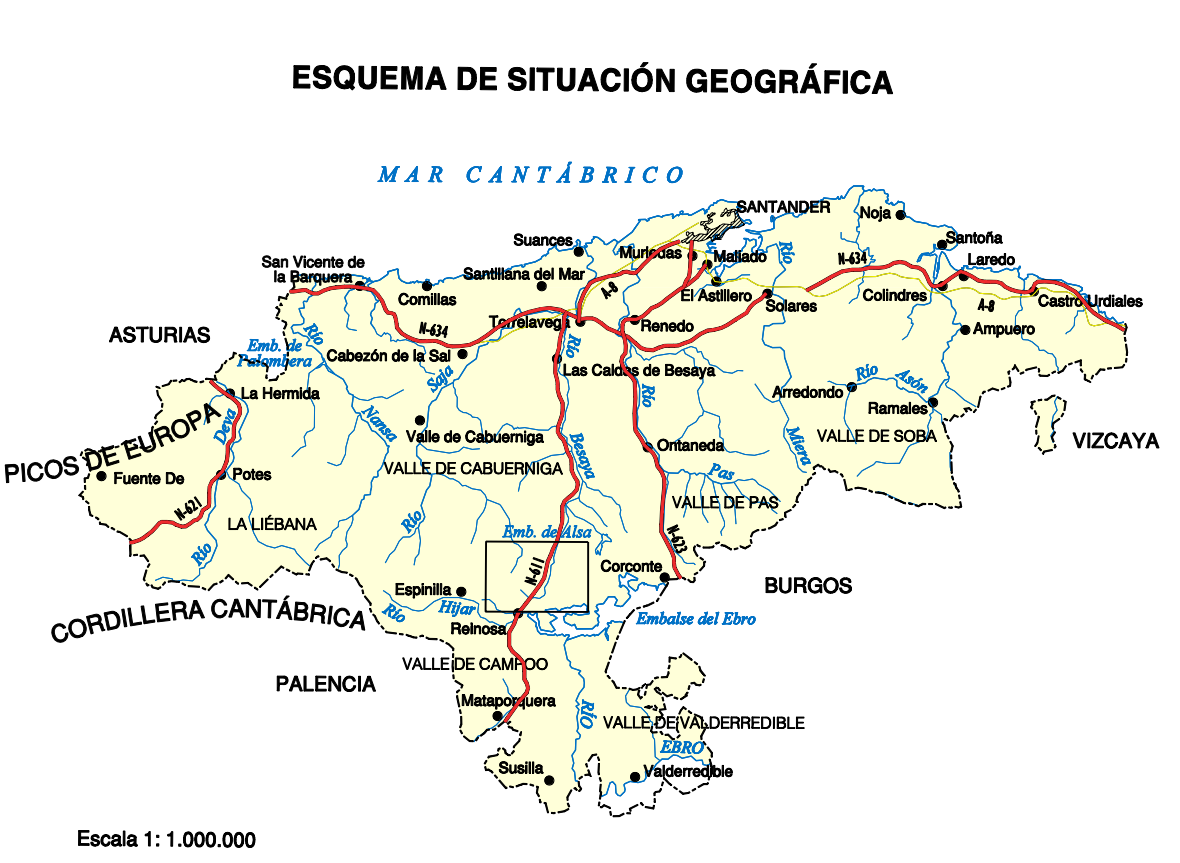 ESQUEMA DE SITUACIÓN GEOGRÁFICA
MAR CANTÁBRICO
SANTANDER
Noja
Suances
Santoña
Muriedas
Maliado
Río
N-634
Laredo
San Vicente de
la Barquera
Santillana del Mar
Comillas
A-8
El Astillero
Solares
Colindres
A-8
Castro Urdiales
Torrelavega
Renedo
Ampuero
ASTURIAS
Río
N-634
Emb. de
Palombera
Cabezón de la Sal
Río
Saja
Las Caldas de Besaya
La Hermida
Río
Arredondo
Río
Asón
Ramales
PICOS DE EUROPA
Deva
Nansa
Valle de Cabuerniga
Besaya
Ontaneda
Miera
VALLE DE SOBA
VIZCAYA
Fuente De
Potes
VALLE DE CABUERNIGA
Pas
VALLE DE PAS
N-621
LA LIÉBANA
Río
Emb. de Alsa
N-623
Río
N-611
Corconte
BURGOS
Espinilla
Río
Hijar
CORDILLERA CANTÁBRICA
Reinosa
Embalse del Ebro
VALLE DE CAMPOO
PALENCIA
Mataporquera
RÍO
VALLE DE VALDERREDIBLE
EBRO
Susilla
Valderredible
Escala 1: 1.000.000